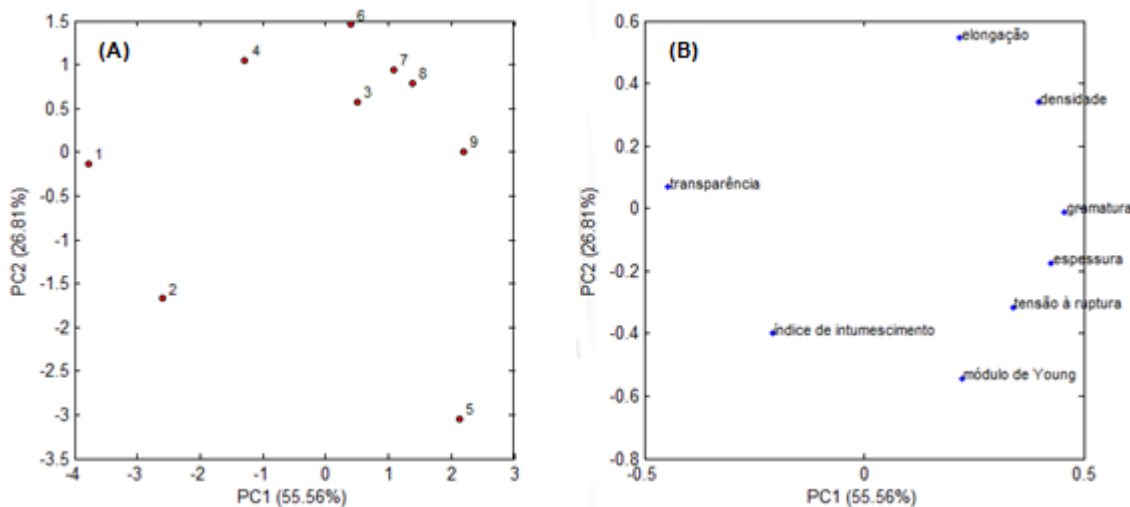 (A)
1.5
1
0.5
0
-0.5
-1
-1.5
-2
-2.5
-3
-3.5
PC2 (26.81%)
-4
-3
-2
-1
0
1
2
3
PC1 (55.56%)
1
2
3
4
5
6
7
8
9
(B)
0.6
0.4
0.2
0
-0.2
-0.4
-0.6
-0.8
PC2 (26.81%)
-0.5
0
0.5
PC1 (55.56%)
elongação
densidade
transparência
gramatura
espessura
tensão à ruptura
índice de intumescimento
módulo de Young